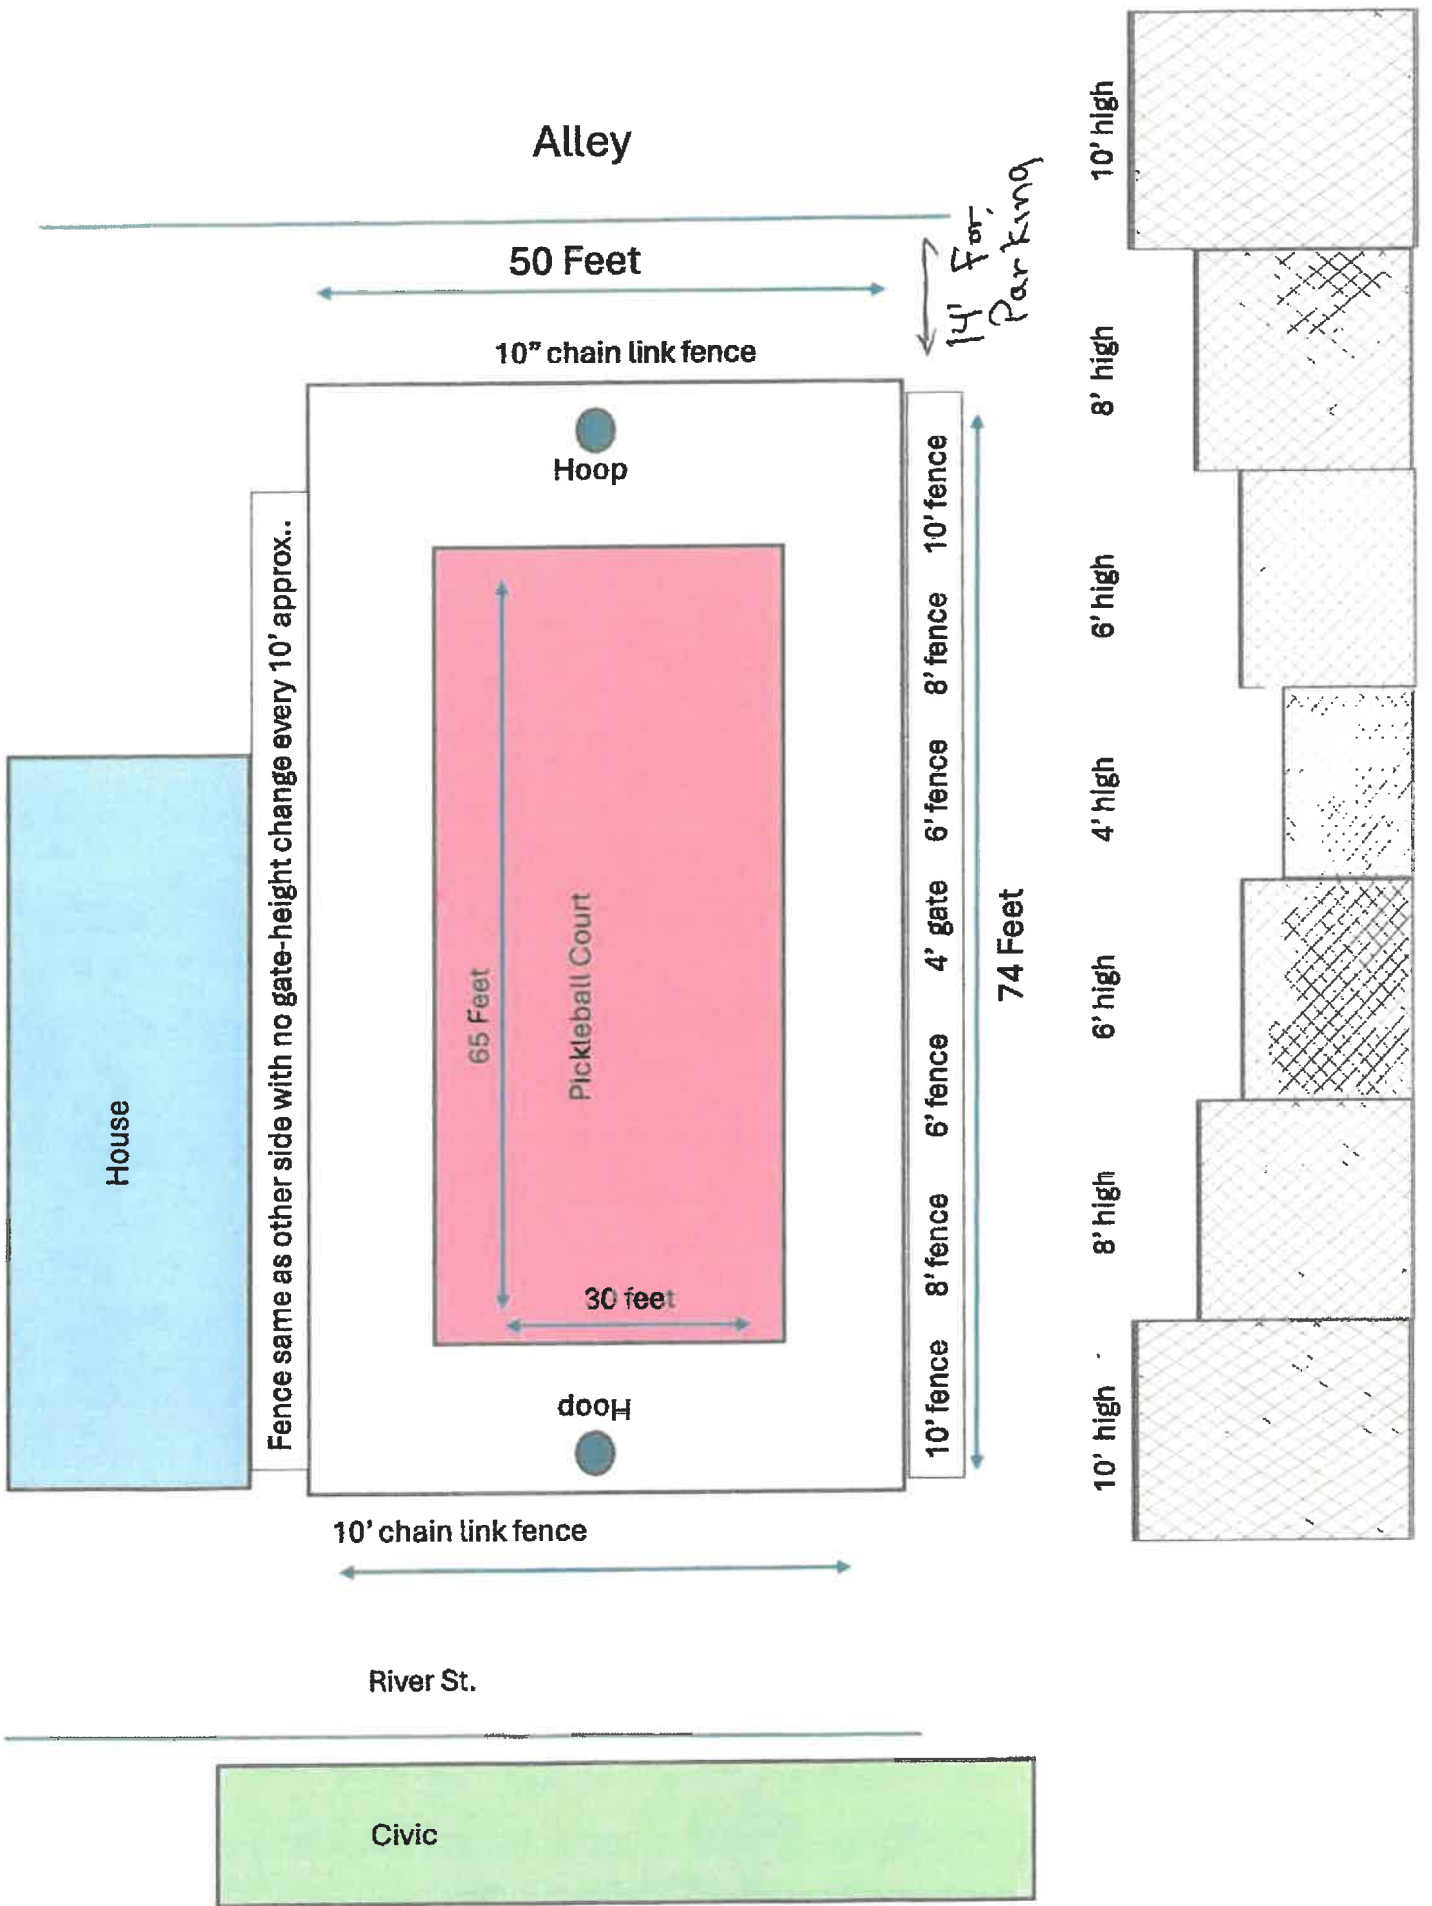 Alley
50 Feet
14' For
Parking
10" chain link fence
Hoop
House
Fence same as other side with no gate-height change every 10' approx..
65 Feet
Pickleball Court
30 feet
10' fence 8' fence 6' fence 4' gate 6' fence 8' fence 10' fence
74 Feet
10' high 8' high 6' high 4' high 6' high 8' high 10' high
Hoop
10' chain link fence
River St.
Civic